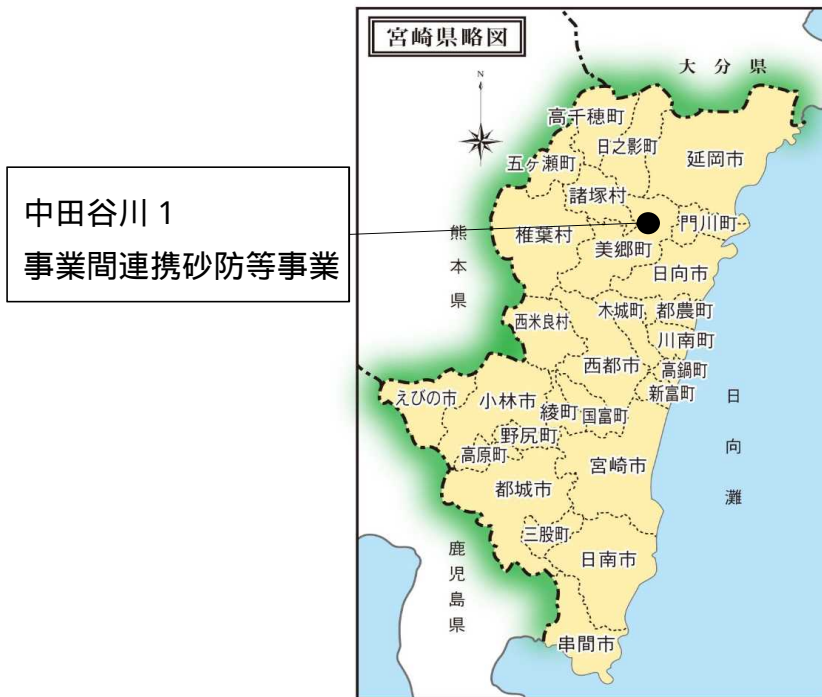 宮崎県略図
大分県
N
高千穂町
日之影町
延岡市
五ヶ瀬町
諸塚村
中田谷川1
事業間連携砂防等事業
門川町
熊本県
椎葉村
美郷町
日向市
西米良村
木城町
都農町
川南町
西都市
高鍋町
えびの市
小林市
新富町
綾町
国富町
日向灘
野尻町
高原町
宮崎市
都城市
三股町
鹿児島県
日南市
串間市